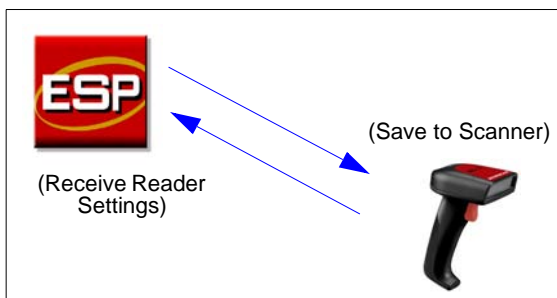 ESP
(Save to Scanner)
(Receive Reader
Settings)